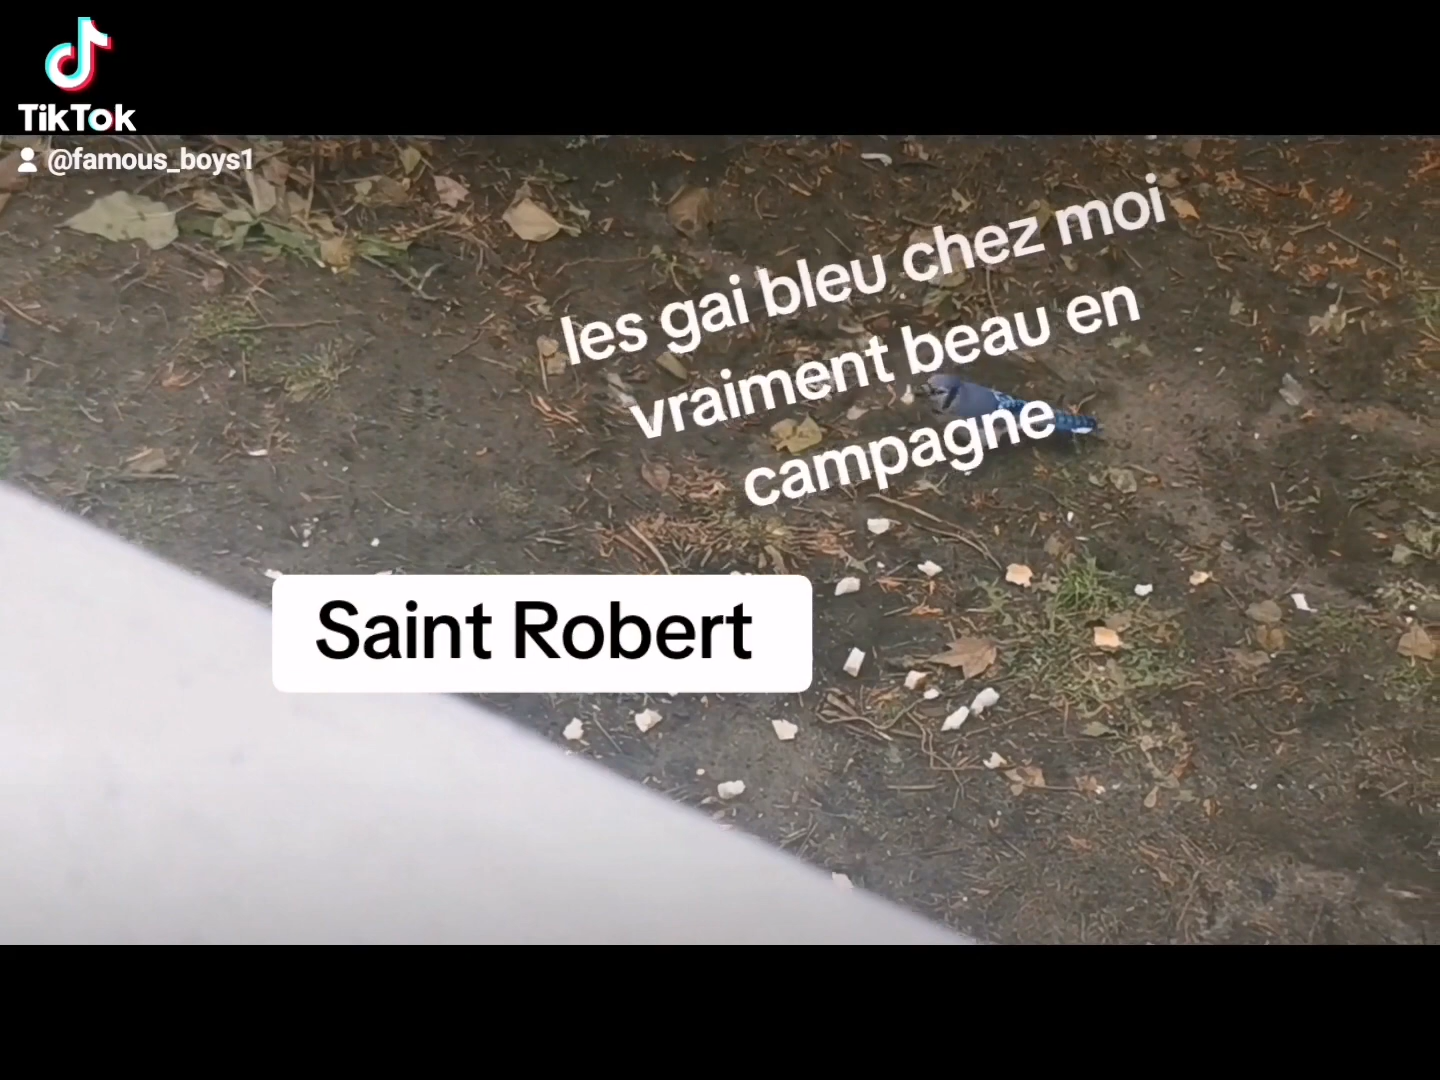 TikTok
@famous_boys1
les gai bleu chez moi
vraiment beau en
campagne
Saint Robert